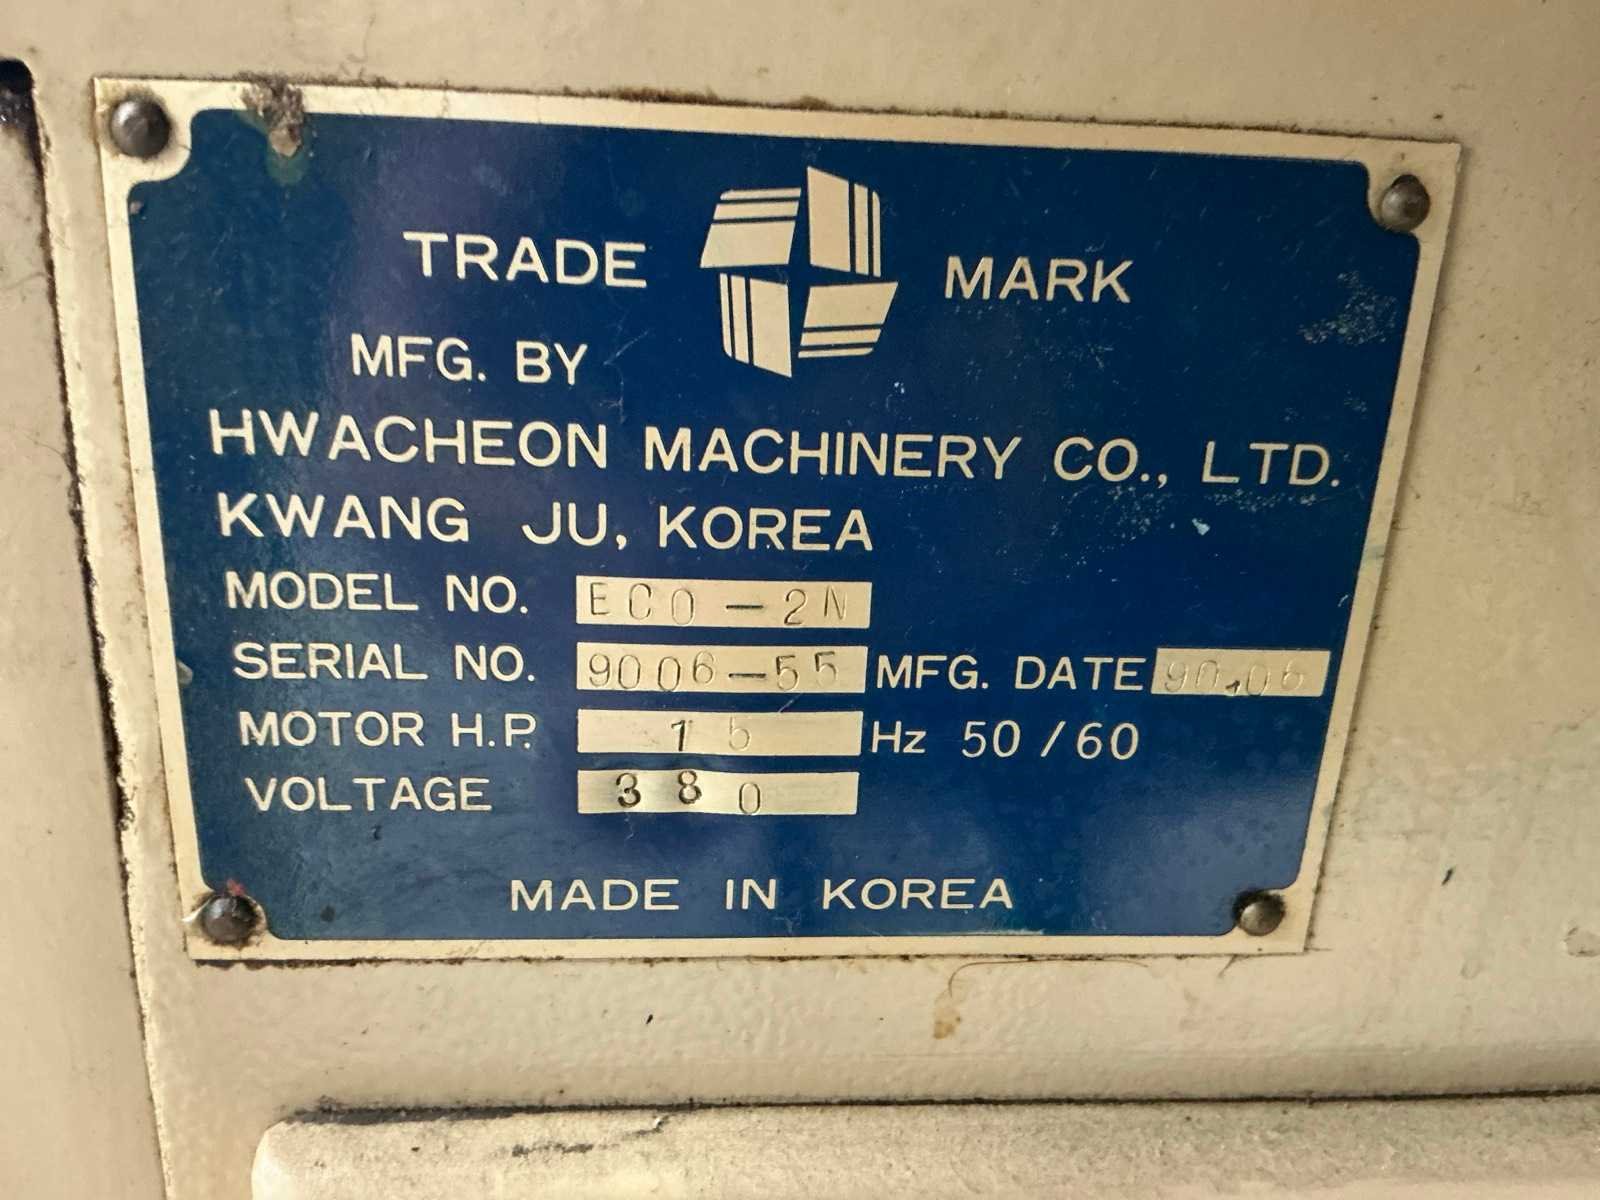 TRADE MARK
MFG. BY
HWACHEON MACHINERY CO., LTD.
KWANG JU, KOREA
MODEL NO. ECO-2N
SERIAL NO. 9006-55 MFG. DATE 90.06
MOTOR H.P. 15 Hz 50/60
VOLTAGE 380
MADE IN KOREA